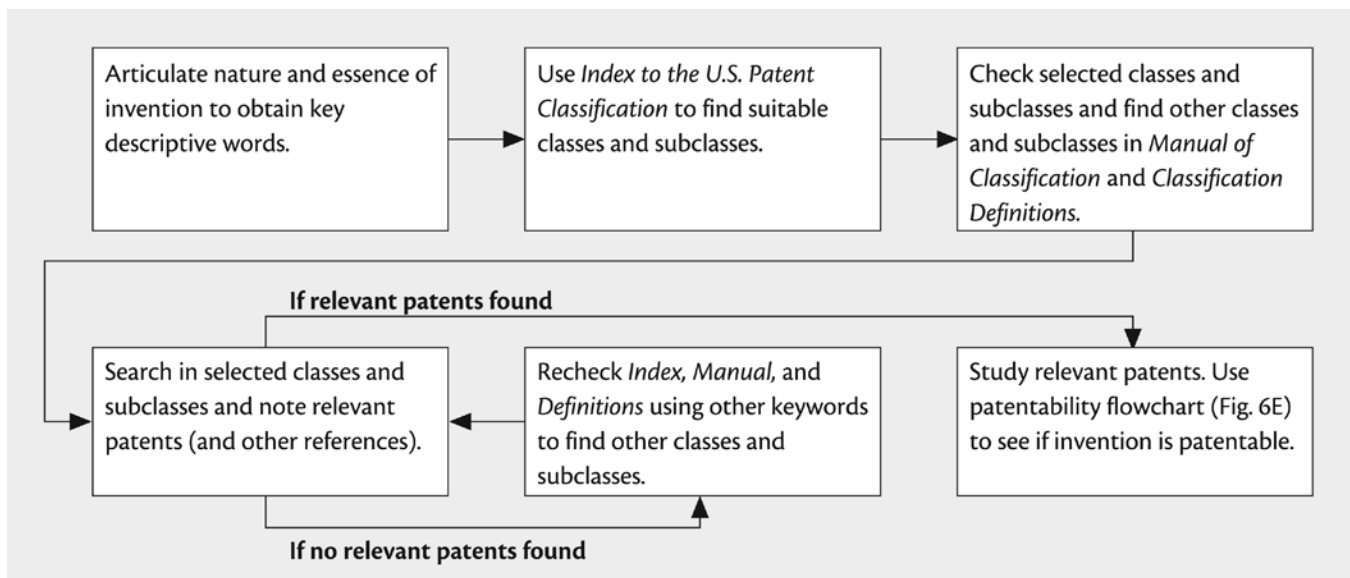 Articulate nature and essence of
invention to obtain key
descriptive words.
Use Index to the U.S. Patent
Classification to find suitable
classes and subclasses.
Check selected classes and
subclasses and find other classes
and subclasses in Manual of
Classification and Classification
Definitions.
If relevant patents found
Search in selected classes and
subclasses and note relevant
patents (and other references).
Recheck Index, Manual, and
Definitions using other keywords
to find other classes and
subclasses.
Study relevant patents. Use
patentability flowchart (Fig. 6E)
to see if invention is patentable.
If no relevant patents found